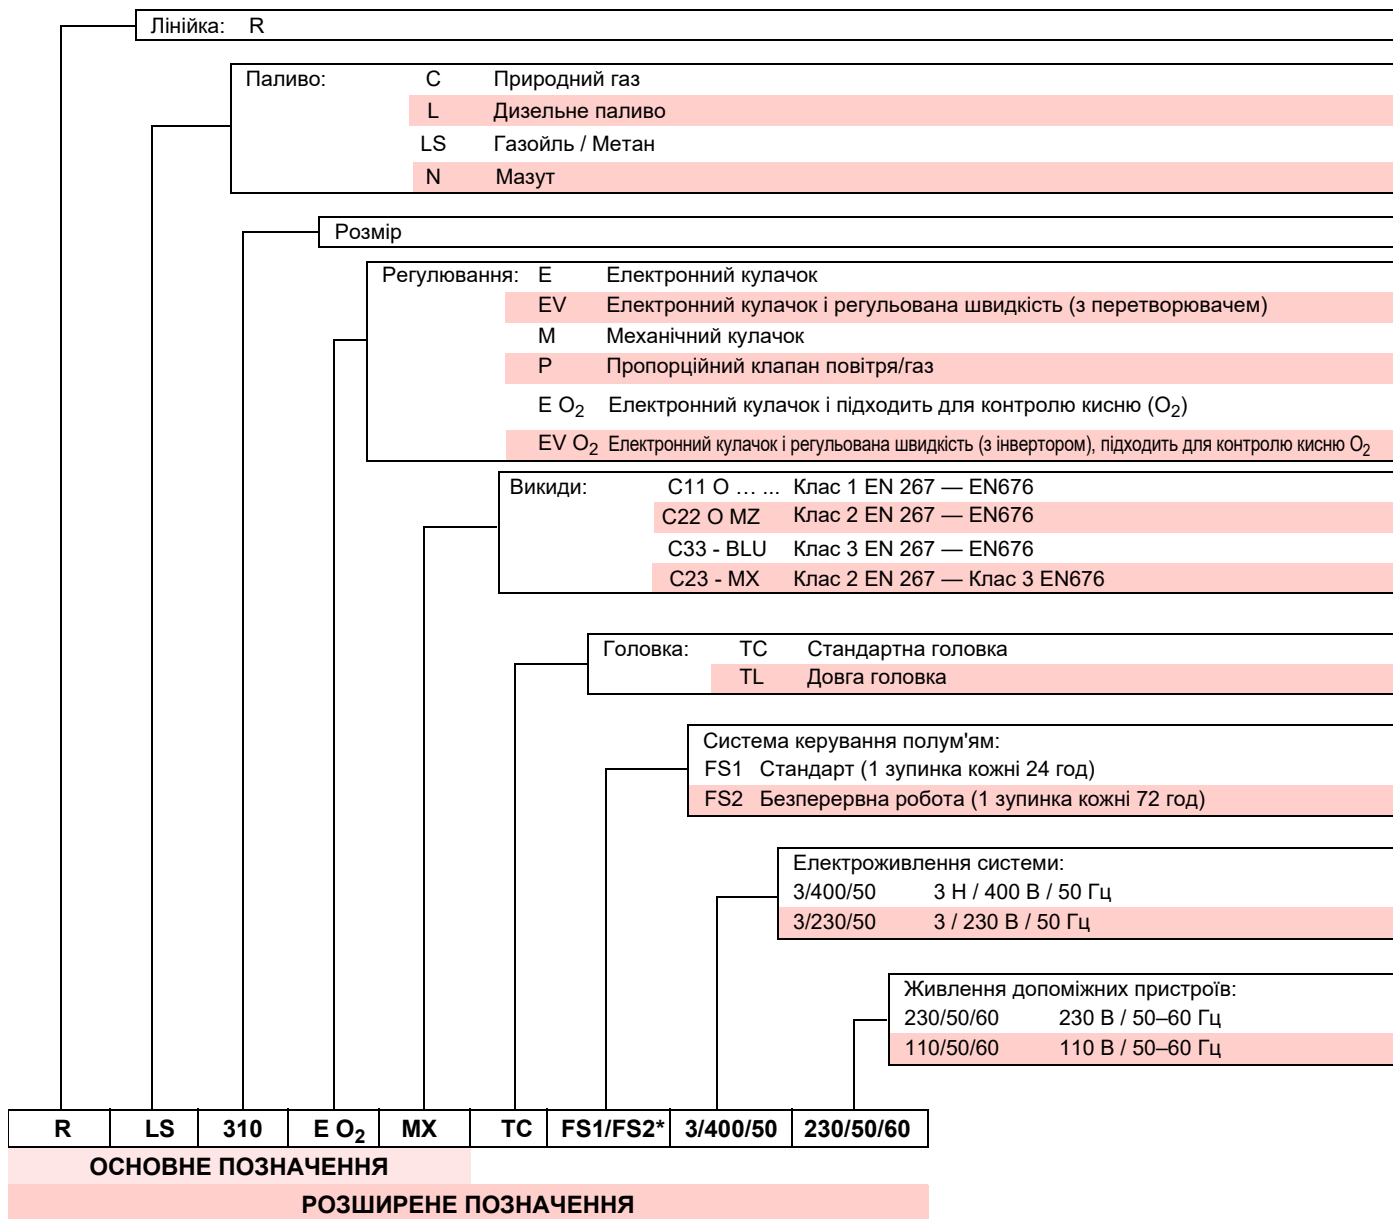 Лінійка: R
Паливо: C Природний газ
L Дизельне паливо
LS Газойль / Метан
N Мазут
Розмір
Регулювання: E Електронний кулачок
EV Електронний кулачок і регульована швидкість (з перетворювачем)
M Механічний кулачок
P Пропорційний клапан повітря/газ
E O2 Електронний кулачок і підходить для контролю кисню (O2)
EV O2 Електронний кулачок і регульована швидкість (з інвертором), підходить для контролю кисню O2
Викиди: C11 O … ... Клас 1 EN 267 — EN676
C22 O MZ Клас 2 EN 267 — EN676
C33 - BLU Клас 3 EN 267 — EN676
C23 - MX Клас 2 EN 267 — Клас 3 EN676
Головка: TC Стандартна головка
TL Довга головка
Система керування полум'ям:
FS1 Стандарт (1 зупинка кожні 24 год)
FS2 Безперервна робота (1 зупинка кожні 72 год)
Електроживлення системи:
3/400/50 3 Н / 400 В / 50 Гц
3/230/50 3 / 230 В / 50 Гц
Живлення допоміжних пристроїв:
230/50/60 230 В / 50–60 Гц
110/50/60 110 В / 50–60 Гц
R LS 310 E O2 MX TC FS1/FS2* 3/400/50 230/50/60
ОСНОВНЕ ПОЗНАЧЕННЯ
РОЗШИРЕНЕ ПОЗНАЧЕННЯ